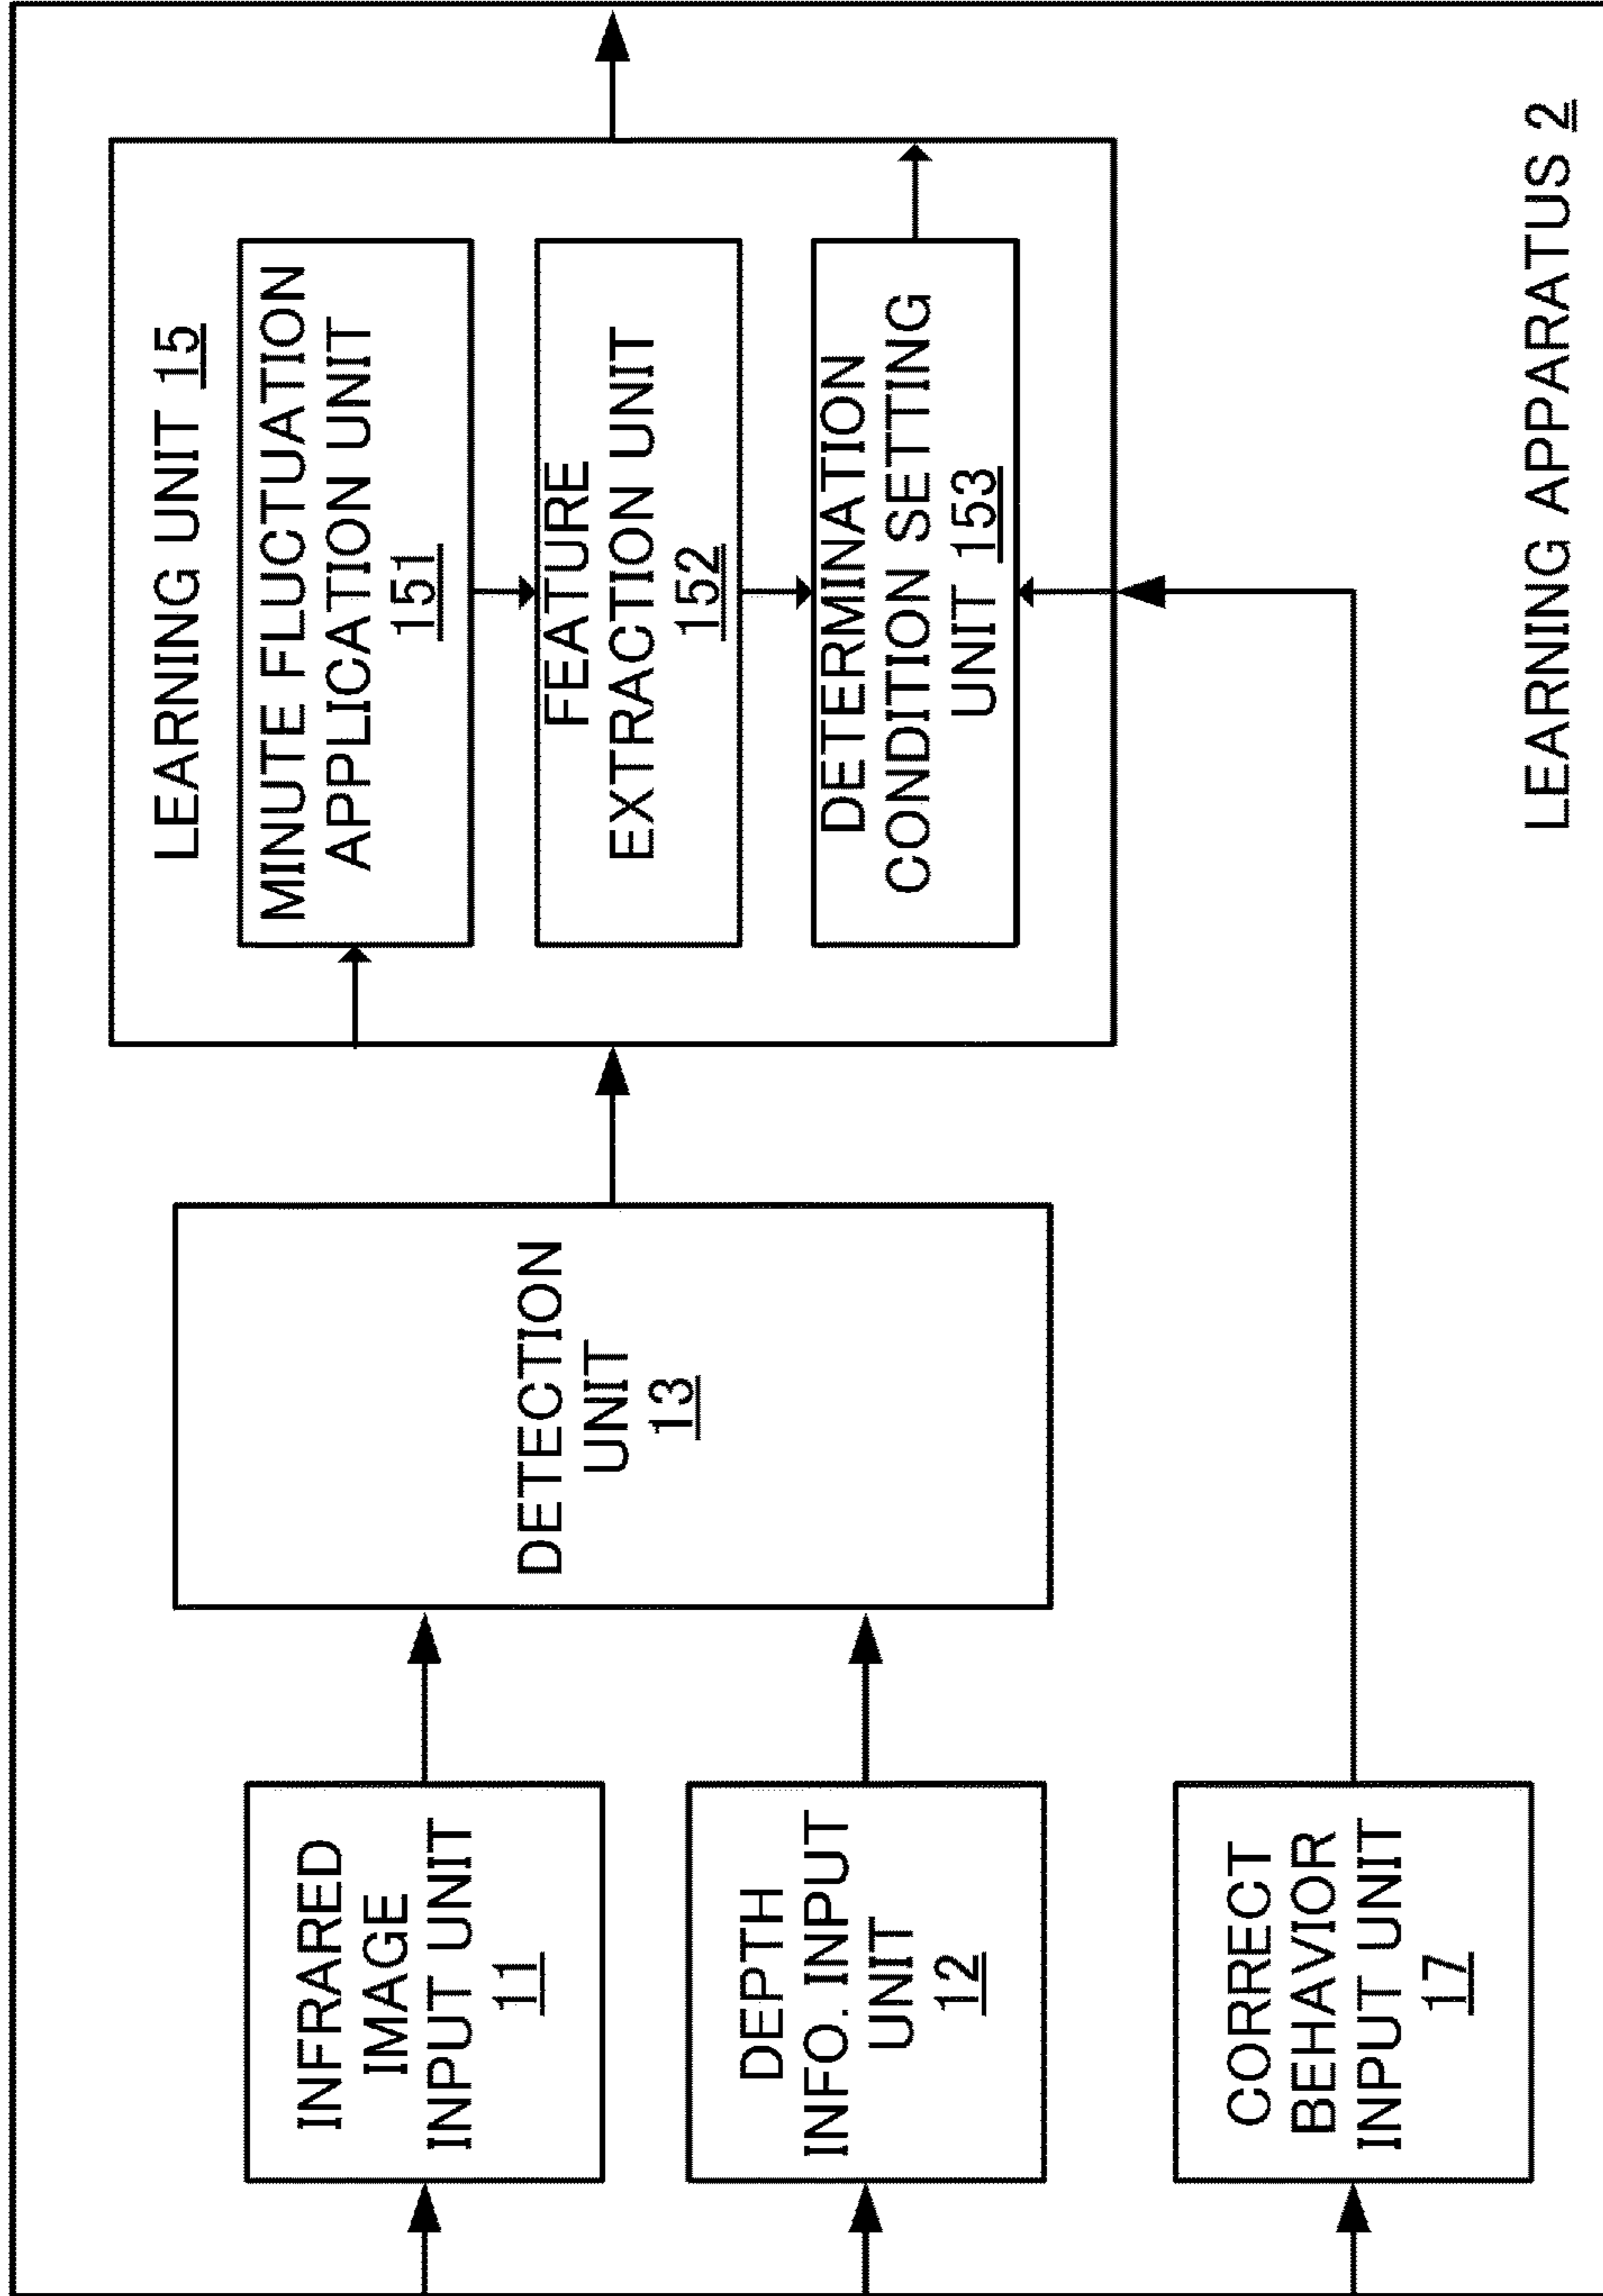 INFRARED
IMAGE
INPUT UNIT
11
DEPTH
INFO. INPUT
UNIT
12
CORRECT
BEHAVIOR
INPUT UNIT
17
DETECTION
UNIT
13
LEARNING UNIT 15
MINUTE FLUCTUATION
APPLICATION UNIT
151
FEATURE
EXTRACTION UNIT
152
DETERMINATION
CONDITION SETTING
UNIT 153
LEARNING APPARATUS 2